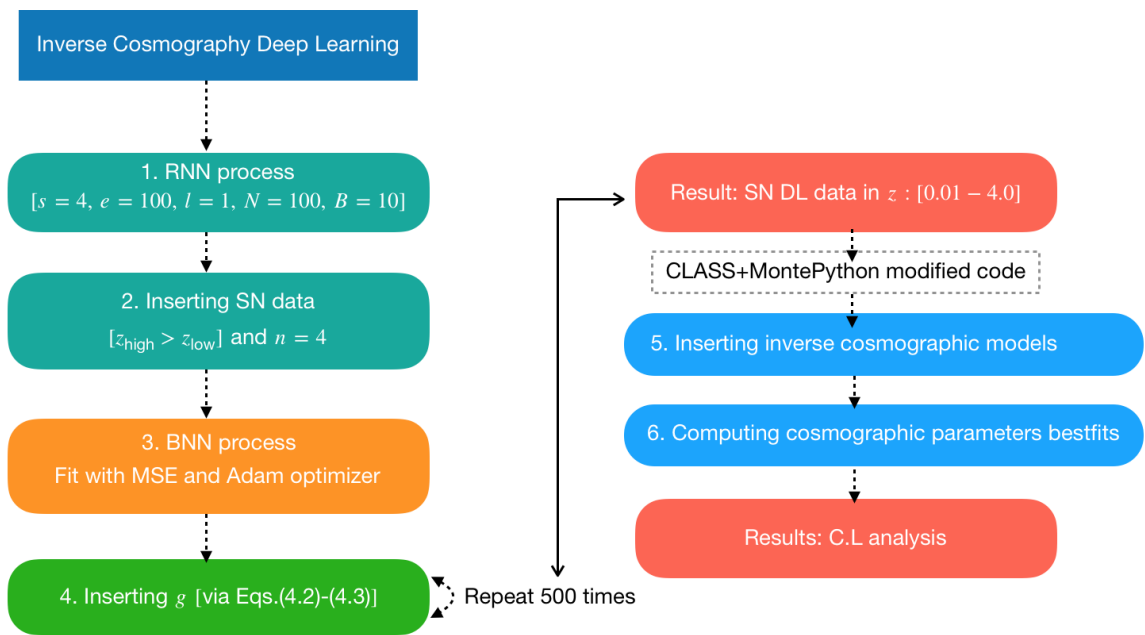 Inverse Cosmography Deep Learning
1. RNN process
[s = 4, e = 100, l = 1, N = 100, B = 10]
2. Inserting SN data
[z_high > z_low] and n = 4
3. BNN process
Fit with MSE and Adam optimizer
4. Inserting g [via Eqs.(4.2)-(4.3)]
Repeat 500 times
Result: SN DL data in z : [0.01 − 4.0]
CLASS+MontePython modified code
5. Inserting inverse cosmographic models
6. Computing cosmographic parameters bestfits
Results: C.L analysis